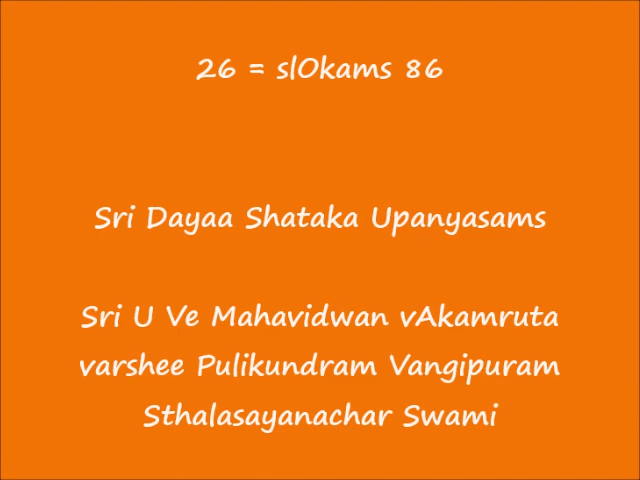 26 = slOkams 86
Sri Dayaa Shataka Upanyasams
Sri U Ve Mahavidwan vAkamruta
varshee Pulikundram Vangipuram
Sthalasayanachar Swami